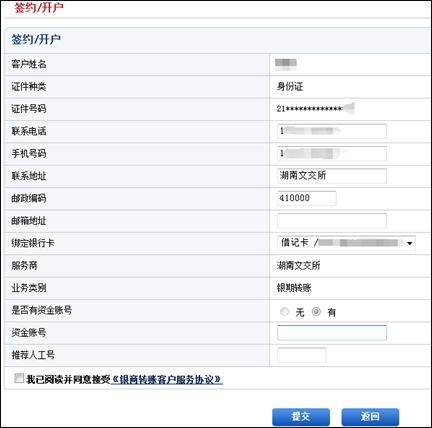 签约/开户
签约/开户
客户姓名
证件种类 身份证
证件号码 21*************
联系电话 1
手机号码 1
联系地址 湖南文交所
邮政编码 410000
邮箱地址
绑定银行卡 借记卡 /
服务商 湖南文交所
业务类别 银期转账
是否有资金账号 无 有
资金账号
推荐人工号
我已阅读并同意接受《银商转账客户服务协议》
提交 返回